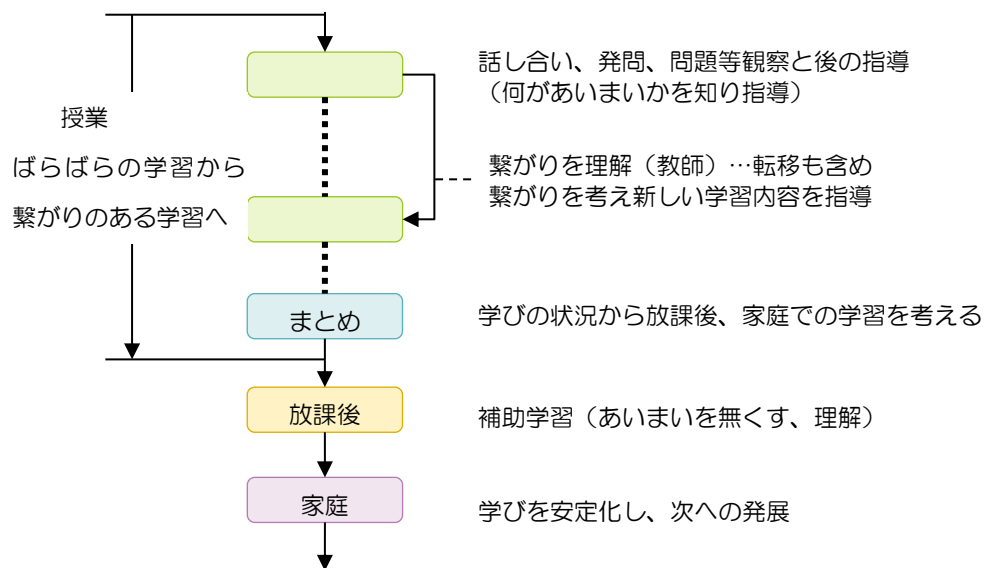 話し合い、発問、問題等観察と後の指導
（何があいまいかを知り指導）
授業
ばらばらの学習から
繋がりのある学習へ
繋がりを理解（教師）…転移も含め
繋がりを考え新しい学習内容を指導
まとめ
学びの状況から放課後、家庭での学習を考える
放課後
補助学習（あいまいを無くす、理解）
家庭
学びを安定化し、次への発展